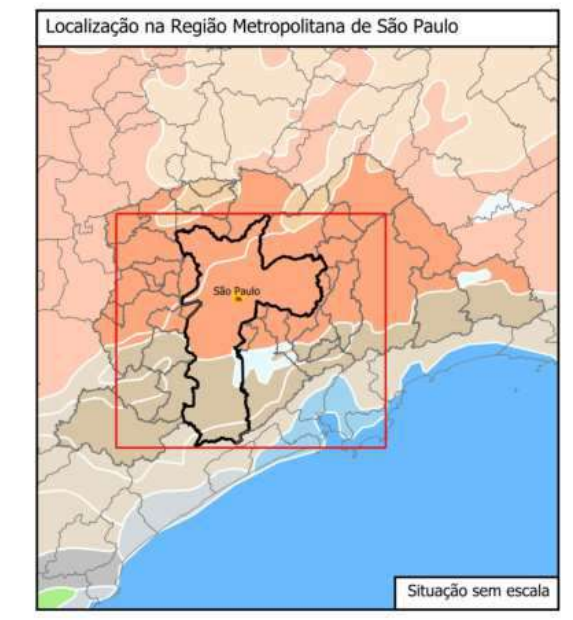 Localização na Região Metropolitana de São Paulo
São Paulo
Situação sem escala